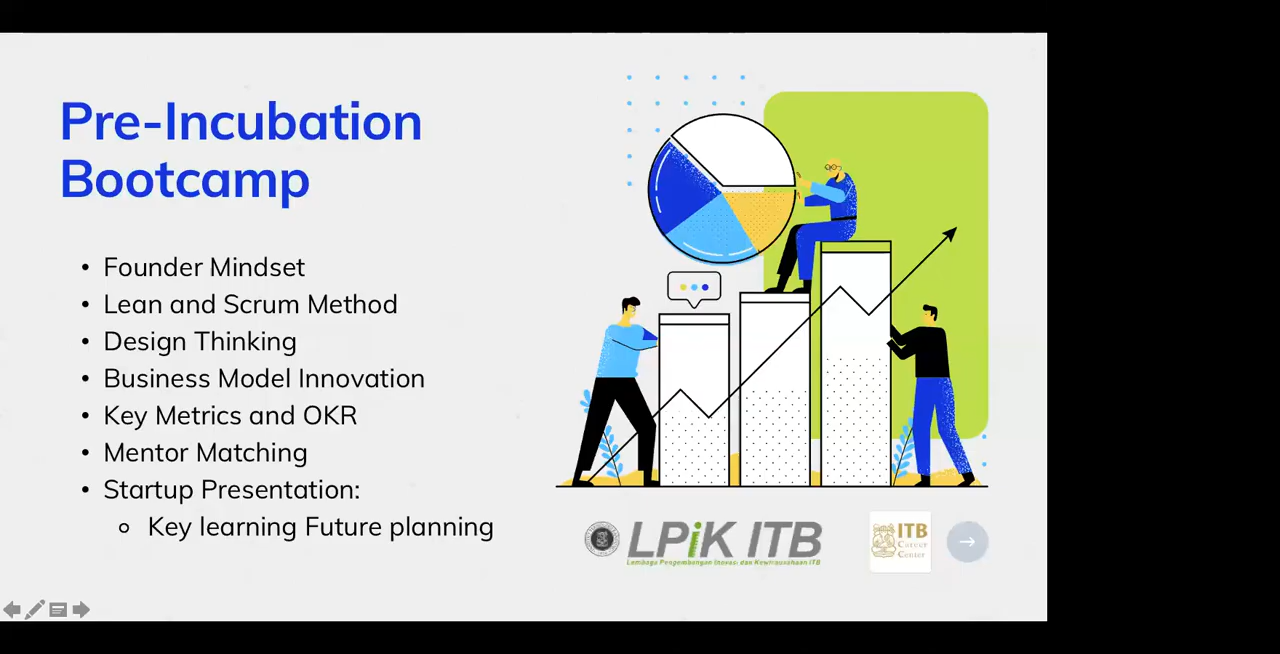 Pre-Incubation
Bootcamp
• Founder Mindset
• Lean and Scrum Method
• Design Thinking
• Business Model Innovation
• Key Metrics and OKR
• Mentor Matching
• Startup Presentation:
o Key learning Future planning
LPiK ITB
Lembaga Pengembangan Inovasi dan Kewirausahaan ITB
ITB
Career
Center